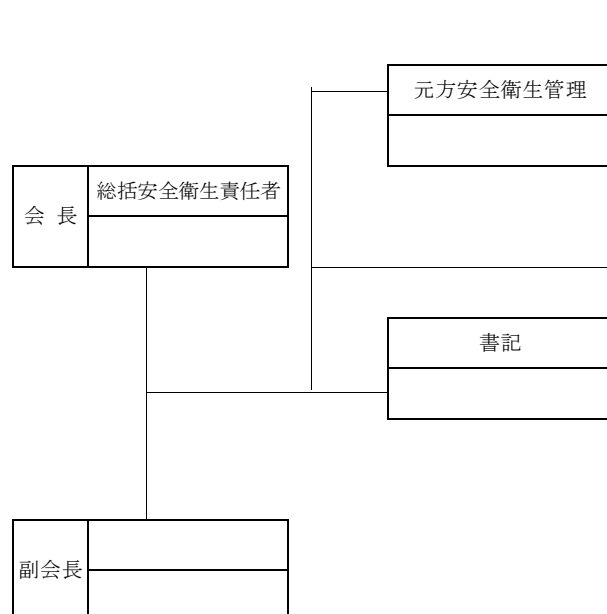 元方安全衛生管理
総括安全衛生責任者
会 長
書記
副会長